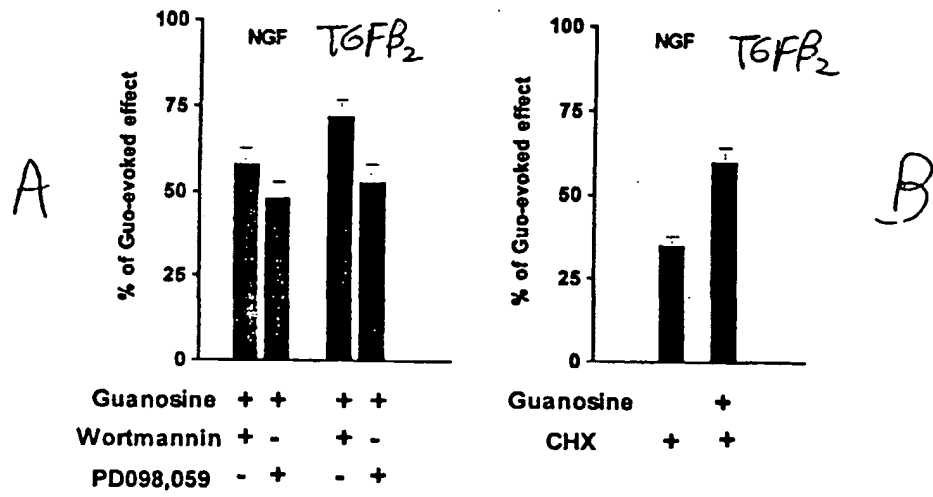 A
100
75
50
25
0
% of Guo-evoked effect
NGF TGFβ2
Guanosine + + + +
Wortmannin + - + -
PD098,059 - + - +
B
100
75
50
25
0
% of Guo-evoked effect
NGF TGFβ2
Guanosine +
CHX + +